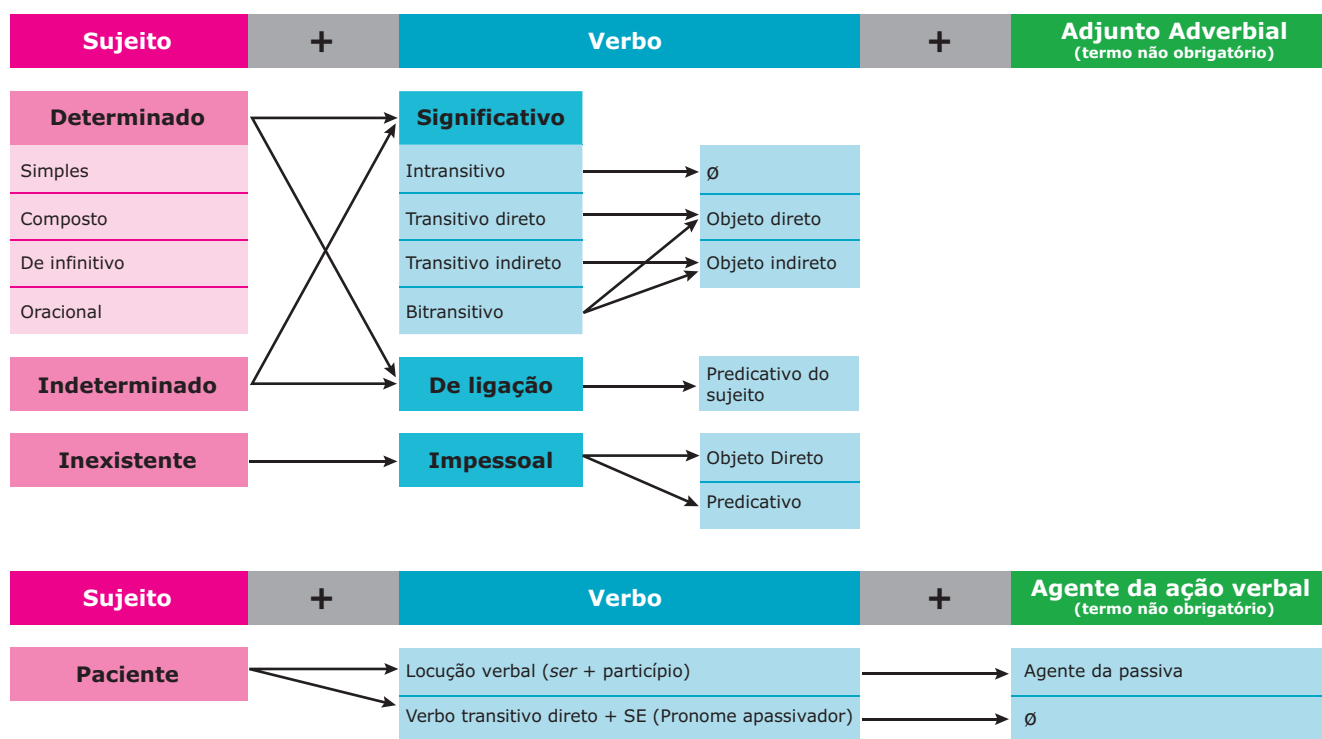 Sujeito + Verbo + Adjunto Adverbial
(termo não obrigatório)
Determinado Significativo
Simples Intransitivo ø
Composto Transitivo direto Objeto direto
De infinitivo Transitivo indireto Objeto indireto
Oracional Bitransitivo
Indeterminado De ligação Predicativo do
sujeito
Inexistente Impessoal Objeto Direto
Predicativo
Sujeito + Verbo + Agente da ação verbal
(termo não obrigatório)
Paciente Locução verbal (ser + particípio) Agente da passiva
Verbo transitivo direto + SE (Pronome apassivador) ø